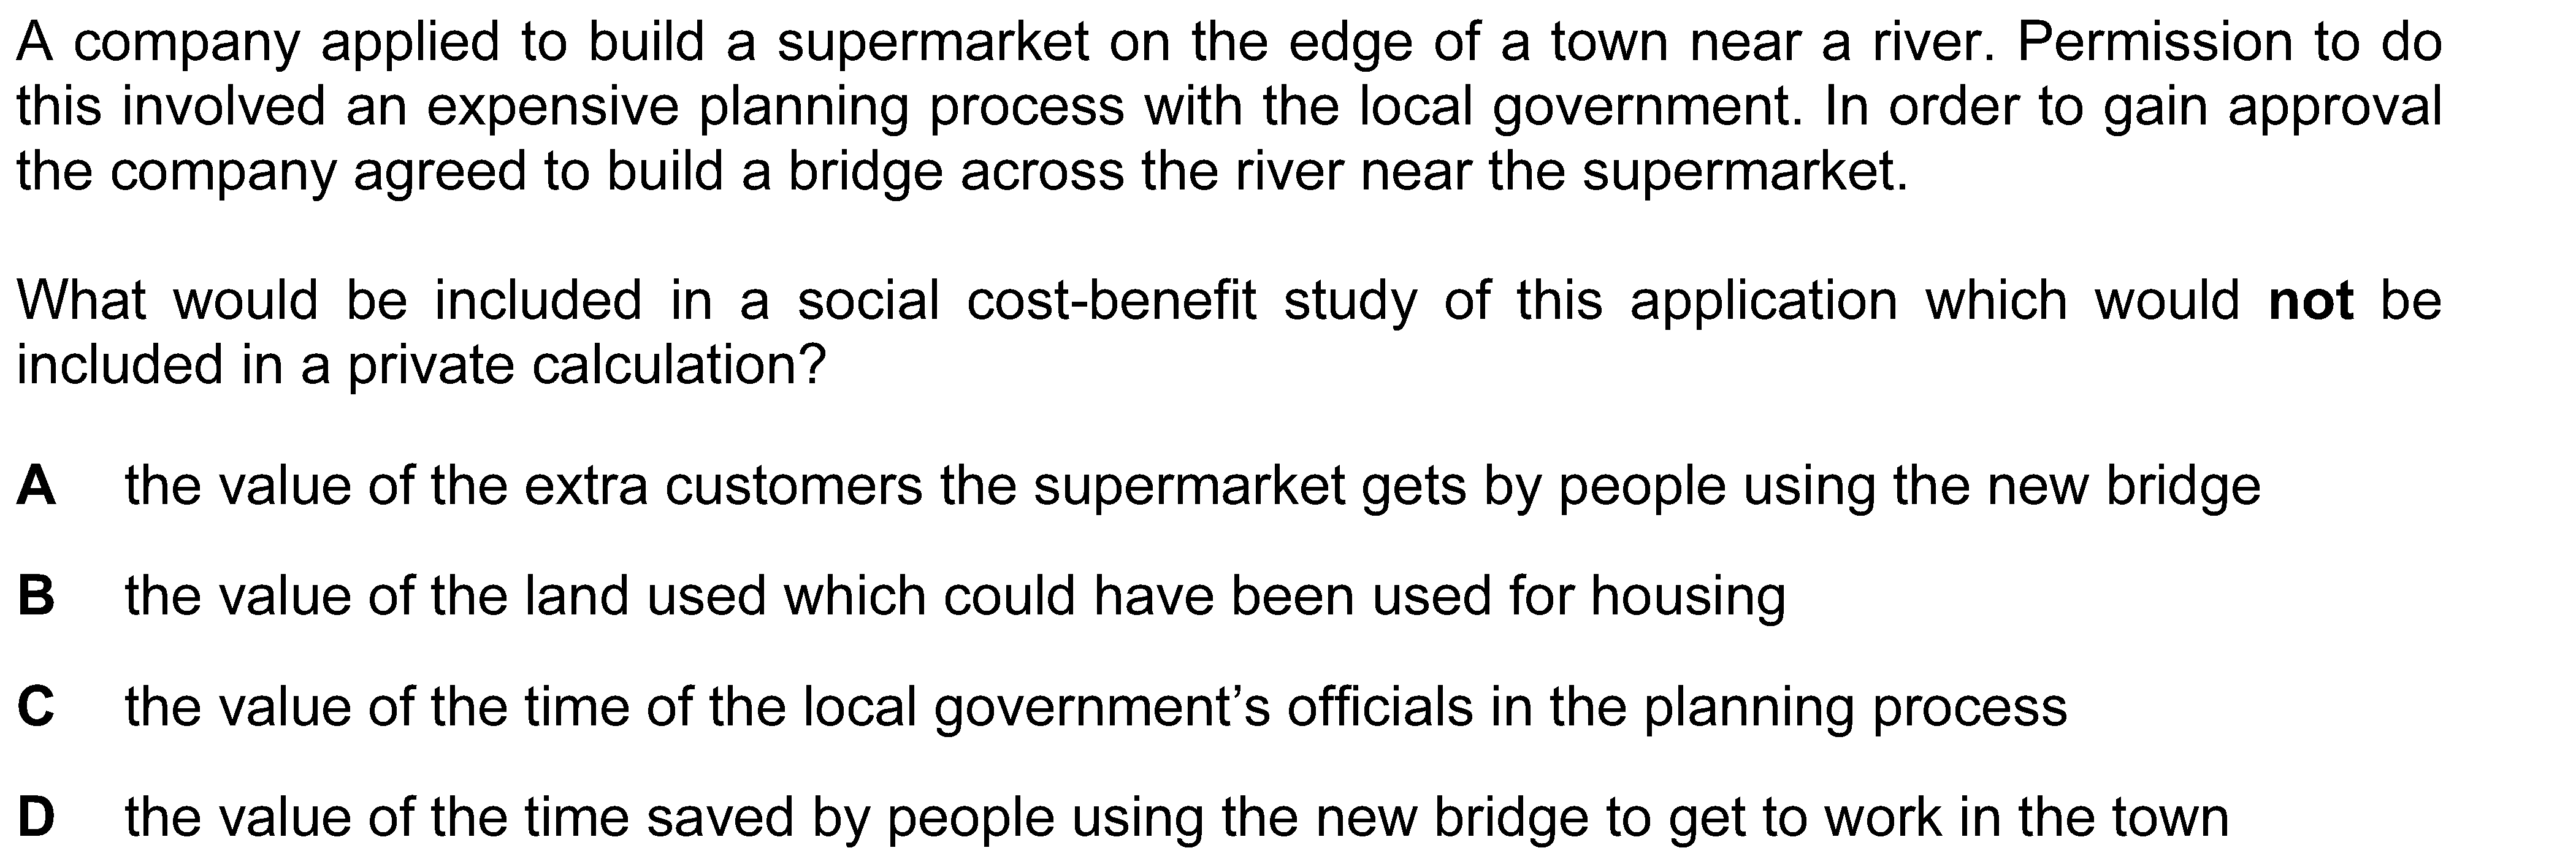 A company applied to build a supermarket on the edge of a town near a river. Permission to do
this involved an expensive planning process with the local government. In order to gain approval
the company agreed to build a bridge across the river near the supermarket.
What would be included in a social cost-benefit study of this application which would not be
included in a private calculation?
A the value of the extra customers the supermarket gets by people using the new bridge
B the value of the land used which could have been used for housing
C the value of the time of the local government’s officials in the planning process
D the value of the time saved by people using the new bridge to get to work in the town